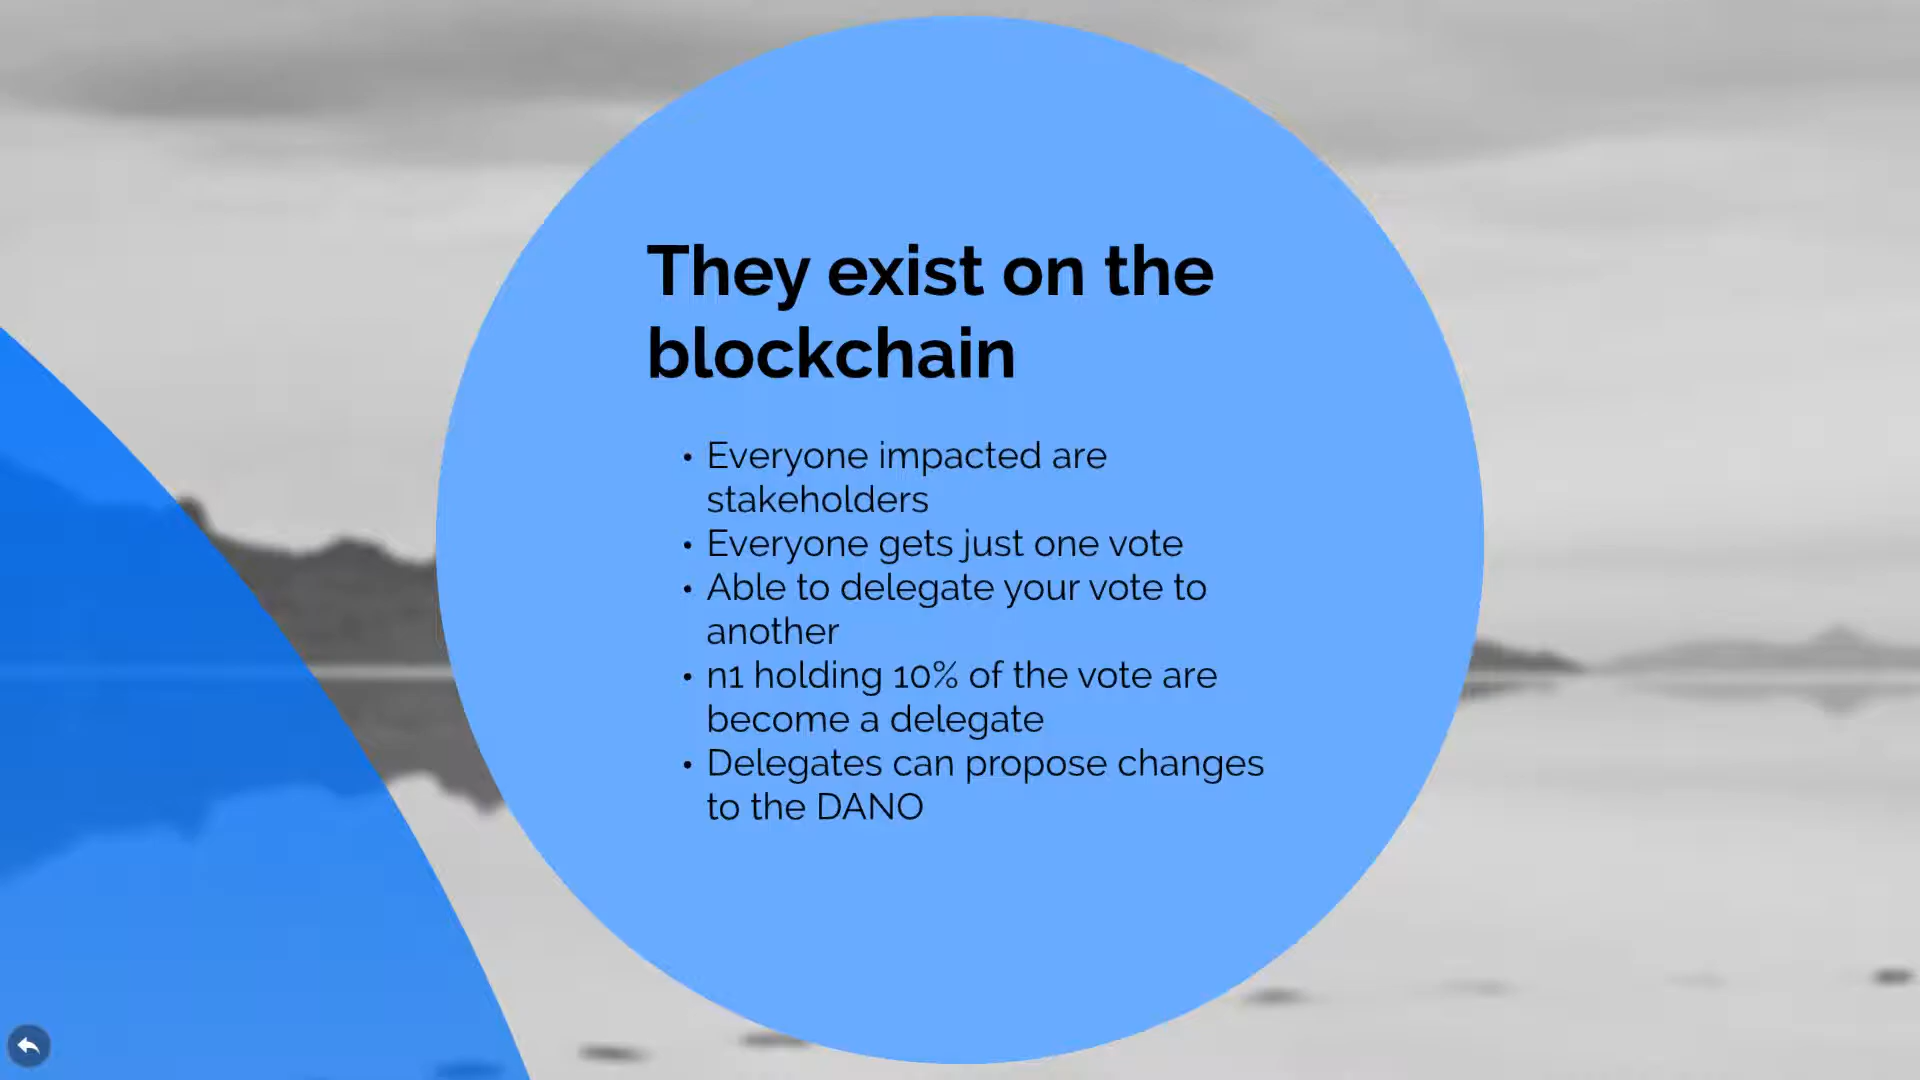 They exist on the
blockchain
• Everyone impacted are
stakeholders
• Everyone gets just one vote
• Able to delegate your vote to
another
• n1 holding 10% of the vote are
become a delegate
• Delegates can propose changes
to the DANO